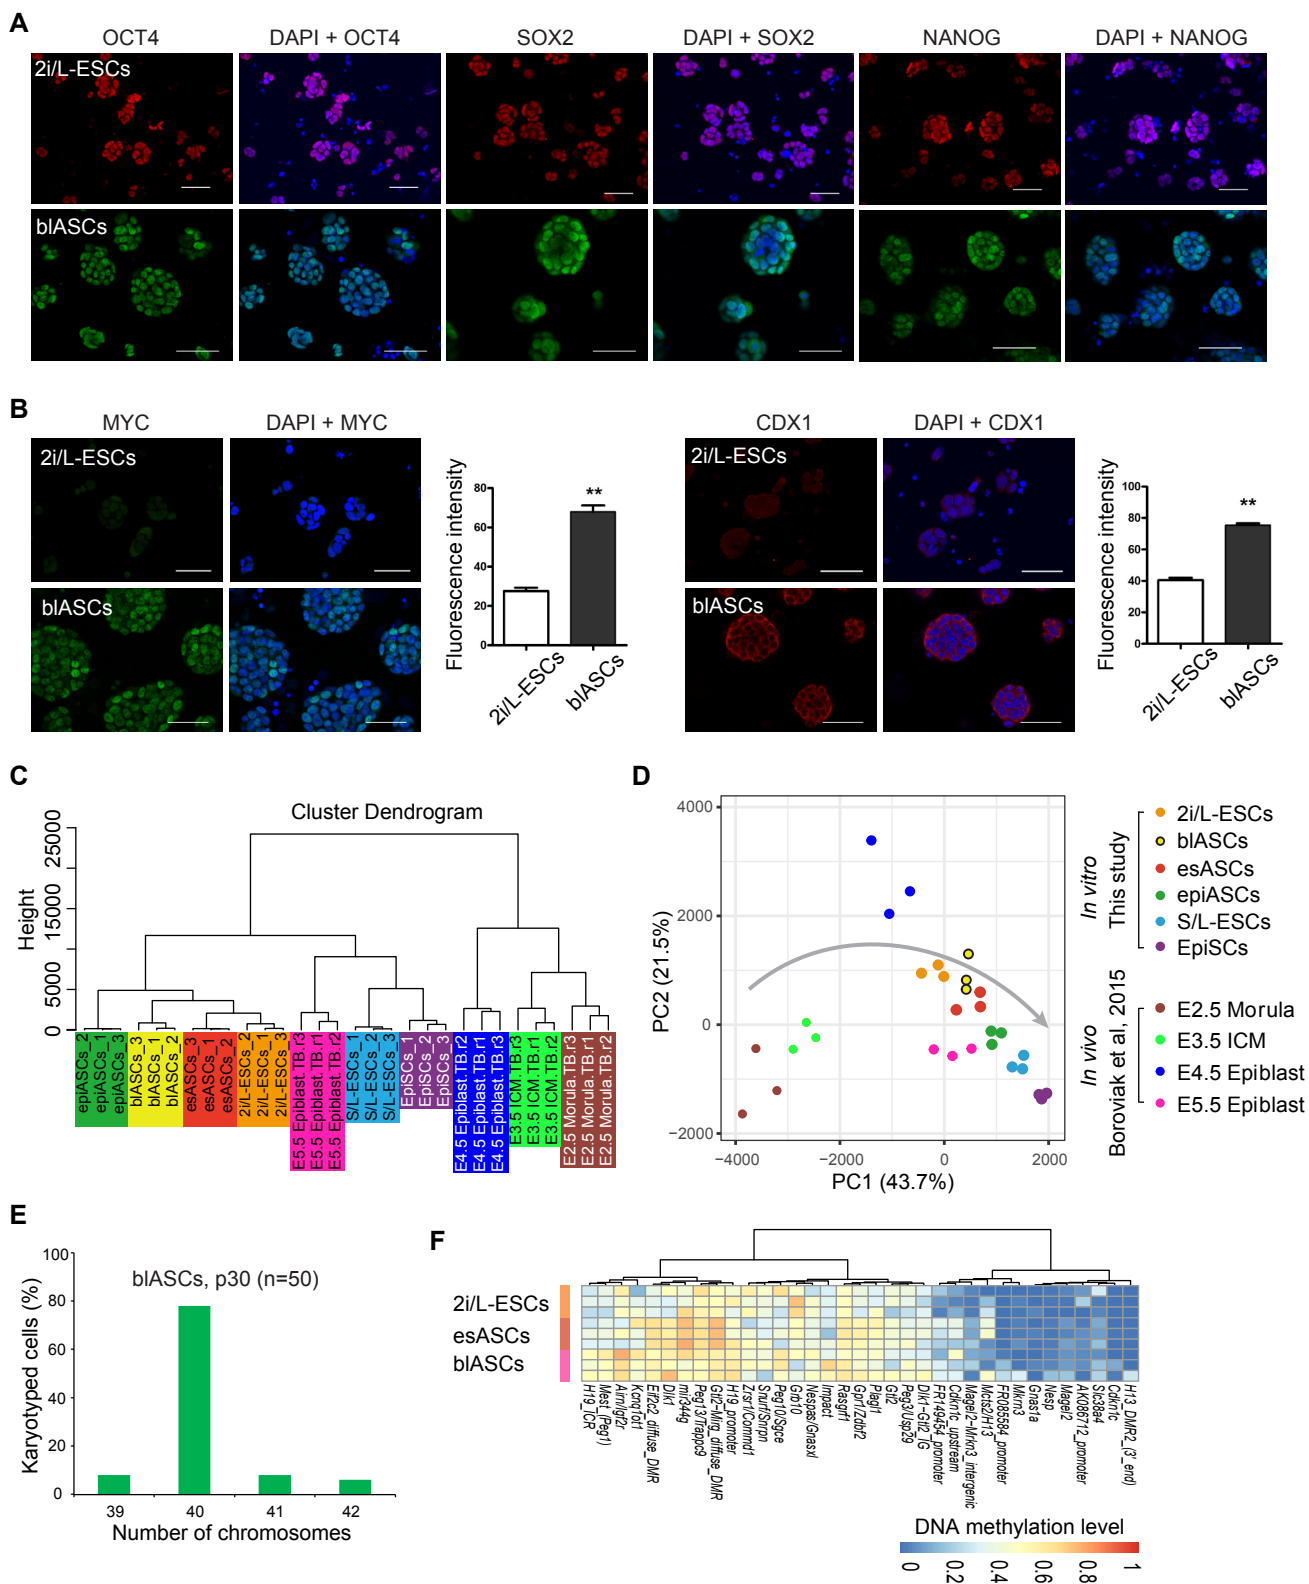 A
OCT4 DAPI + OCT4 SOX2 DAPI + SOX2 NANOG DAPI + NANOG
2i/L-ESCs
blASCs
B
MYC DAPI + MYC
2i/L-ESCs
blASCs
Fluorescence intensity
80
60
40
20
0
**
2i/L-ESCs
blASCs
CDX1 DAPI + CDX1
2i/L-ESCs
blASCs
Fluorescence intensity
100
80
60
40
20
0
**
2i/L-ESCs
blASCs
C
Cluster Dendrogram
Height
25000
15000
5000
0
epiASCs_2
epiASCs_1
epiASCs_3
blASCs_3
blASCs_1
blASCs_2
esASCs_3
esASCs_1
esASCs_2
2i/L-ESCs_2
2i/L-ESCs_1
2i/L-ESCs_3
E5.5 Epiblast.TB.r3
E5.5 Epiblast.TB.r1
E5.5 Epiblast.TB.r2
S/L-ESCs_1
S/L-ESCs_2
S/L-ESCs_3
EpiSCs_1
EpiSCs_2
EpiSCs_3
E4.5 Epiblast.TB.r2
E4.5 Epiblast.TB.r1
E4.5 Epiblast.TB.r3
E3.5 ICM.TB.r3
E3.5 ICM.TB.r1
E3.5 ICM.TB.r2
E2.5 Morula.TB.r3
E2.5 Morula.TB.r1
E2.5 Morula.TB.r2
D
PC2 (21.5%)
4000
2000
0
−2000
−4000 −2000 0 2000
PC1 (43.7%)
In vitro
This study
2i/L-ESCs
blASCs
esASCs
epiASCs
S/L-ESCs
EpiSCs
In vivo
Boroviak et al, 2015
E2.5 Morula
E3.5 ICM
E4.5 Epiblast
E5.5 Epiblast
E
Karyotyped cells (%)
100
80
60
40
20
0
blASCs, p30 (n=50)
39 40 41 42
Number of chromosomes
F
2i/L-ESCs
esASCs
blASCs
H19_ICR
Mest_(Peg1)
Airn/Igf2r
Kcnq1ot1
Eif2c2_diffuse_DMR
Dlk1
mir344g
Peg13/Trappc9
Gtl2−Mirg_diffuse_DMR
H19_promoter
Zrsr1/Commd1
Snurf/Snrpn
Peg10/Sgce
Grb10
Nespas/Gnasxl
Impact
Rasgrf1
Gpr1/Zdbf2
Plagl1
Gtl2
Peg3/Usp29
Dlk1−Gtl2_IG
FR149454_promoter
Cdkn1c_upstream
Magel2−Mrkn3_intergenic
Mcts2/H13
FR085584_promoter
Mkrn3
Gnas1a
Nesp
Magel2
AK086712_promoter
Slc38a4
Cdkn1c
H13_DMR2_(3'_end)
DNA methylation level
0 0.2 0.4 0.6 0.8 1